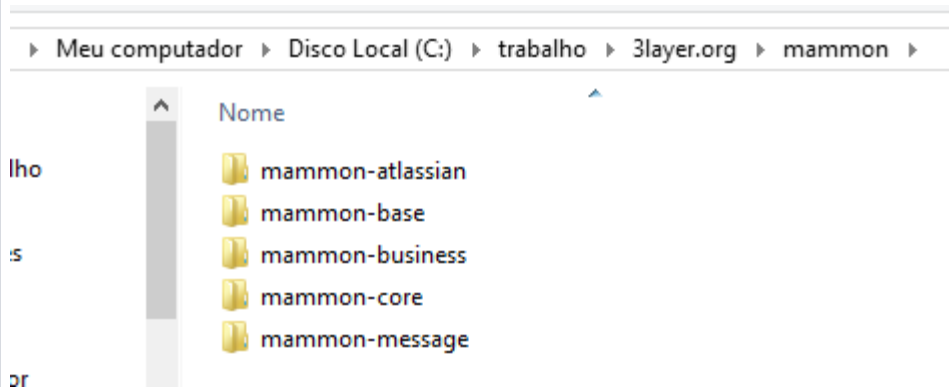 Meu computador ▸ Disco Local (C:) ▸ trabalho ▸ 3layer.org ▸ mammon ▸
Nome
mammon-atlassian
lho
mammon-base
mammon-business
s
mammon-core
mammon-message
or